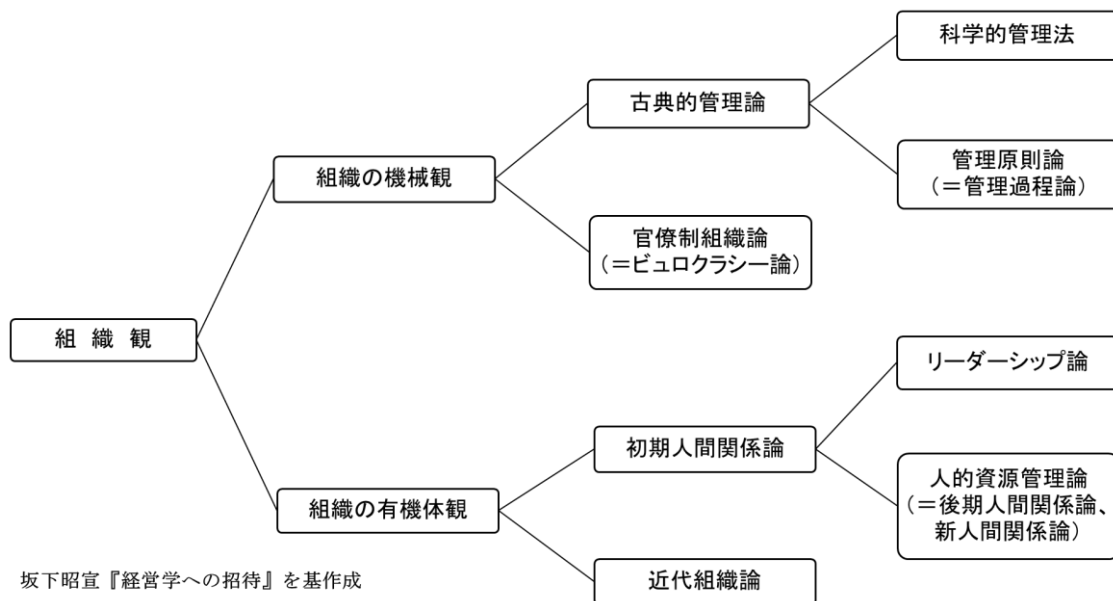 科学的管理法
古典的管理論
管理原則論
(＝管理過程論)
組織の機械観
官僚制組織論
(＝ビュロクラシー論)
組 織 観
リーダーシップ論
初期人間関係論
人的資源管理論
(＝後期人間関係論、
新人間関係論)
組織の有機体観
近代組織論
坂下昭宣『経営学への招待』を基作成